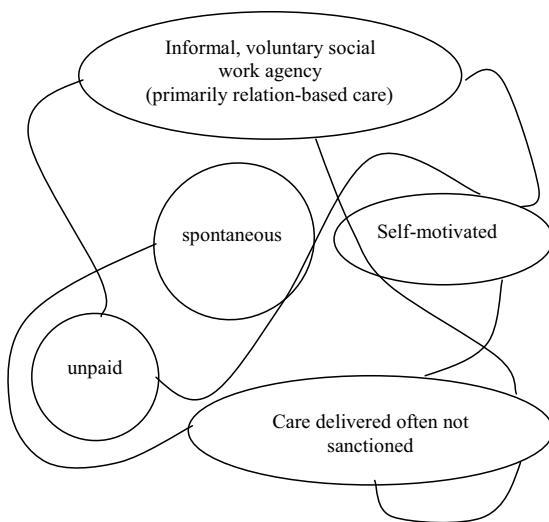 Informal, voluntary social
work agency
(primarily relation-based care)
spontaneous
Self-motivated
unpaid
Care delivered often not
sanctioned